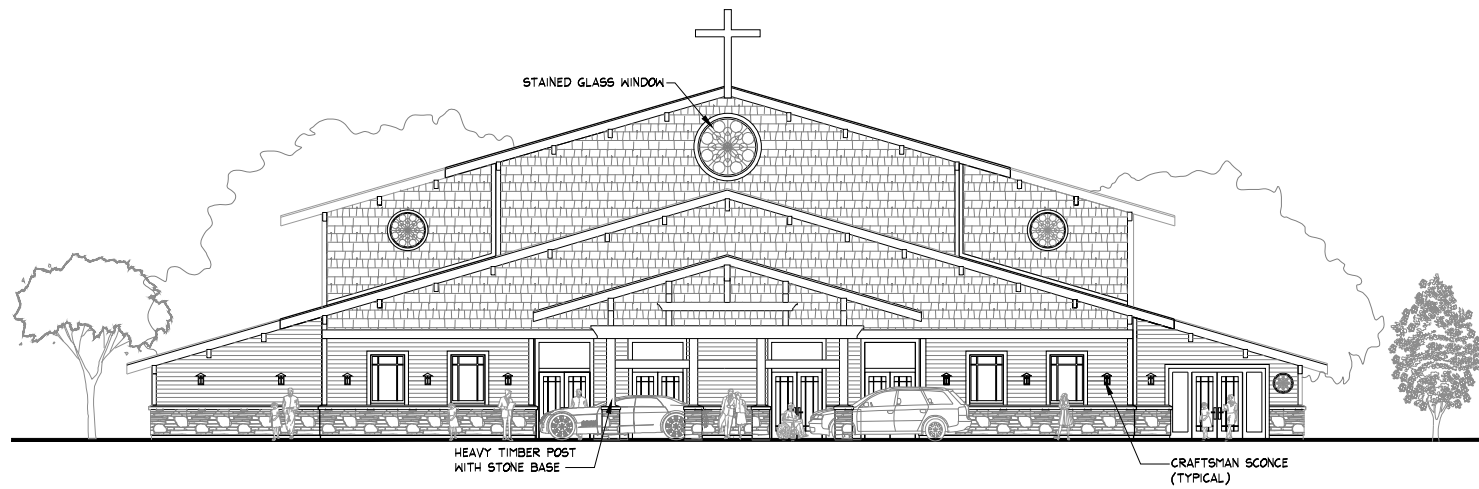 STAINED GLASS WINDOW
HEAVY TIMBER POST
WITH STONE BASE
CRAFTSMAN SCONCE
(TYPICAL)